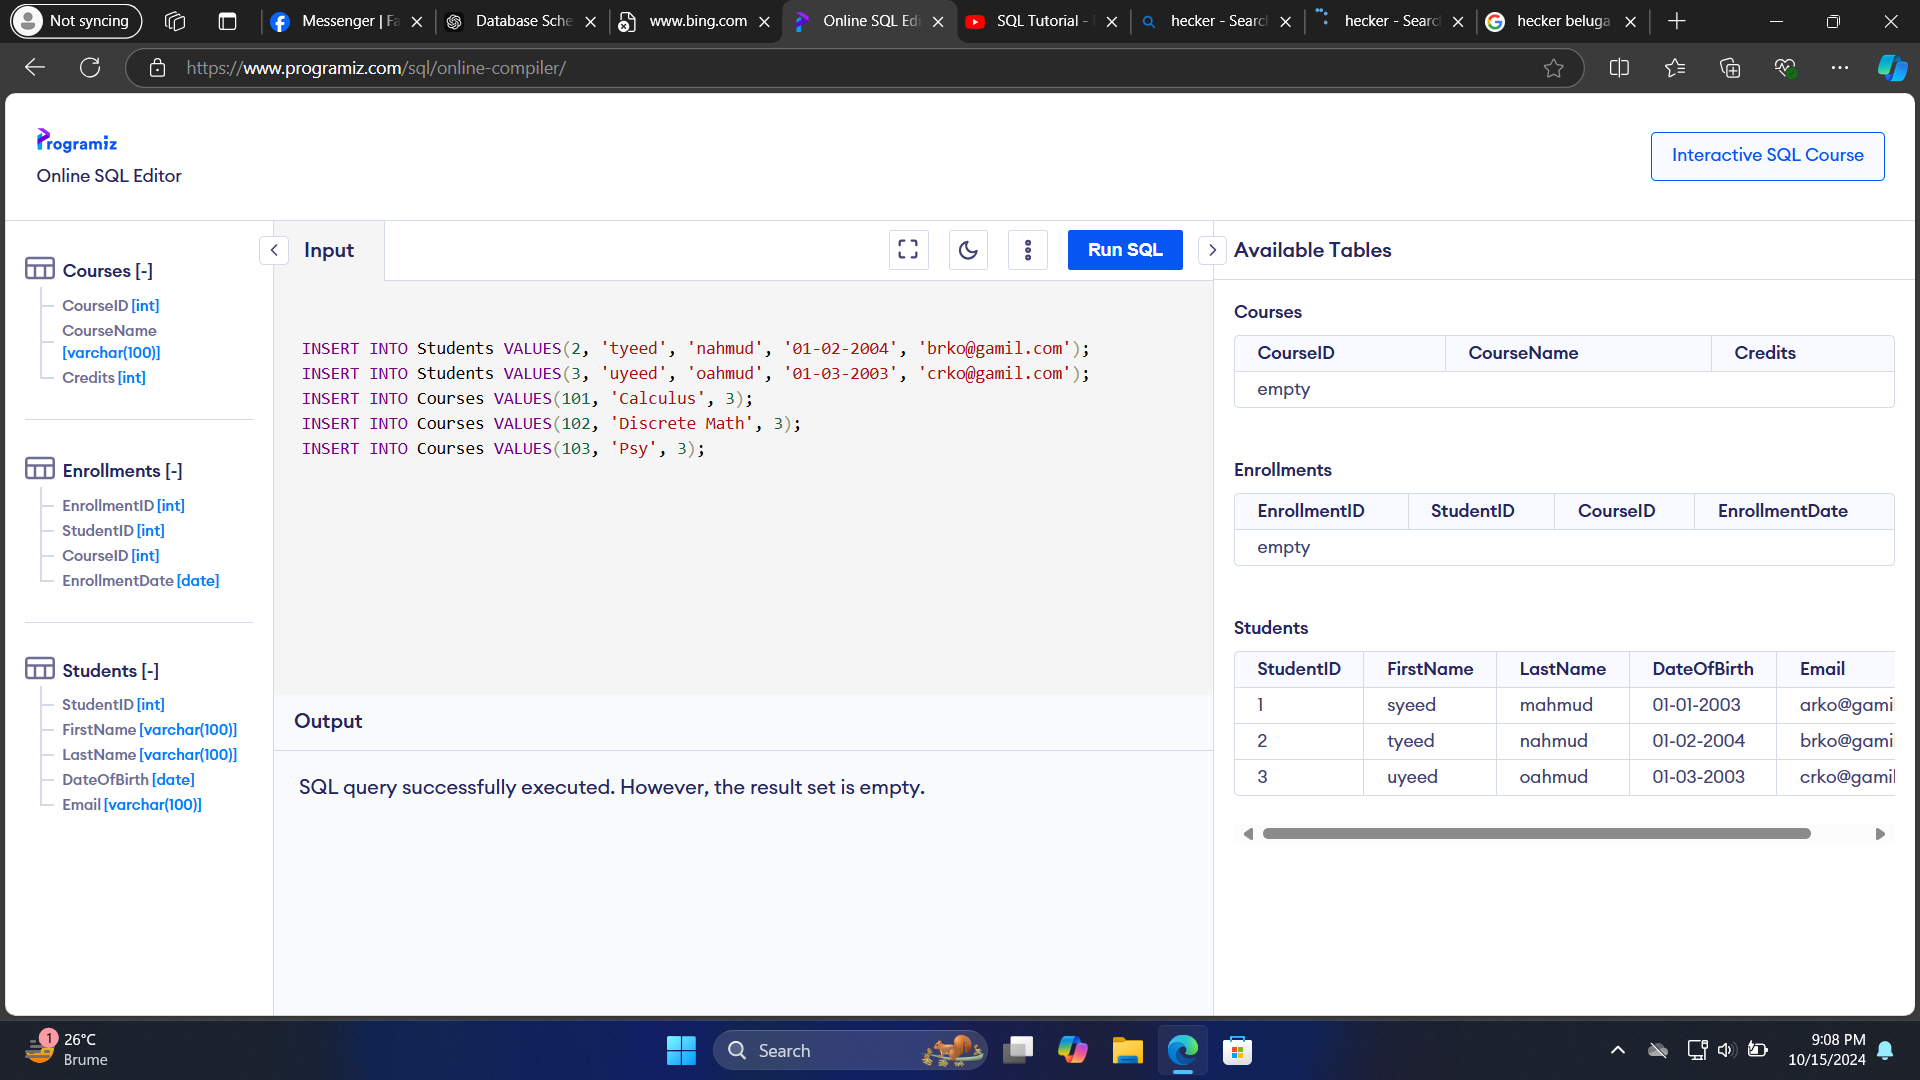 Not syncing
Messenger | Fa
Database Sche
www.bing.com
Online SQL Edi
SQL Tutorial -
hecker - Searc
hecker - Searc
hecker beluga
https://www.programiz.com/sql/online-compiler/
Programiz
Online SQL Editor
Interactive SQL Course
Courses [-]
CourseID [int]
CourseName
[varchar(100)]
Credits [int]
Enrollments [-]
EnrollmentID [int]
StudentID [int]
CourseID [int]
EnrollmentDate [date]
Students [-]
StudentID [int]
FirstName [varchar(100)]
LastName [varchar(100)]
DateOfBirth [date]
Email [varchar(100)]
Input
Run SQL
INSERT INTO Students VALUES(2, 'tyeed', 'nahmud', '01-02-2004', 'brko@gamil.com');
INSERT INTO Students VALUES(3, 'uyeed', 'oahmud', '01-03-2003', 'crko@gamil.com');
INSERT INTO Courses VALUES(101, 'Calculus', 3);
INSERT INTO Courses VALUES(102, 'Discrete Math', 3);
INSERT INTO Courses VALUES(103, 'Psy', 3);
Output
SQL query successfully executed. However, the result set is empty.
Available Tables
Courses
CourseID CourseName Credits
empty
Enrollments
EnrollmentID StudentID CourseID EnrollmentDate
empty
Students
StudentID FirstName LastName DateOfBirth Email
1 syeed mahmud 01-01-2003 arko@gamil
2 tyeed nahmud 01-02-2004 brko@gamil
3 uyeed oahmud 01-03-2003 crko@gamil
1
26°C
Brume
Search
9:08 PM
10/15/2024